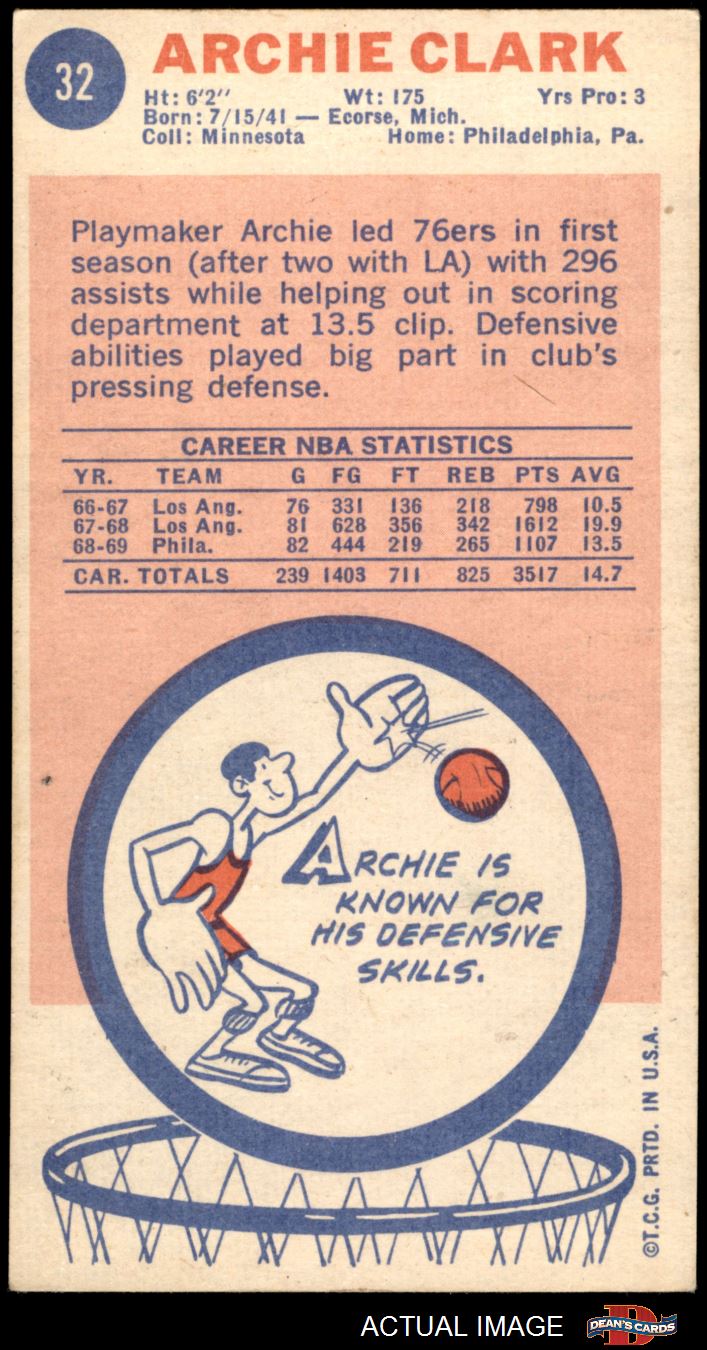 32
ARCHIE CLARK
Ht: 6'2" Wt: 175 Yrs Pro: 3
Born: 7/15/41 — Ecorse, Mich.
Coll: Minnesota Home: Philadelphia, Pa.
Playmaker Archie led 76ers in first
season (after two with LA) with 296
assists while helping out in scoring
department at 13.5 clip. Defensive
abilities played big part in club's
pressing defense.
CAREER NBA STATISTICS
YR. TEAM G FG FT REB PTS AVG
66-67 Los Ang. 76 331 136 218 798 10.5
67-68 Los Ang. 81 628 356 342 1612 19.9
68-69 Phila. 82 444 219 265 1107 13.5
CAR. TOTALS 239 1403 711 825 3517 14.7
ARCHIE IS
KNOWN FOR
HIS DEFENSIVE
SKILLS.
©T.C.G. PRTD. IN U.S.A.
ACTUAL IMAGE
D
DEAN'S CARDS